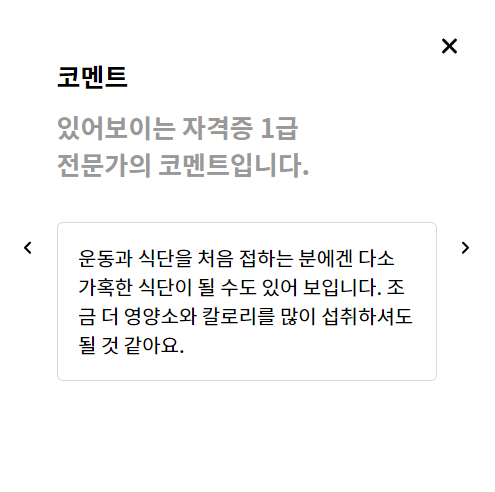 코멘트
있어보이는 자격증 1급
전문가의 코멘트입니다.
운동과 식단을 처음 접하는 분에겐 다소
가혹한 식단이 될 수도 있어 보입니다. 조
금 더 영양소와 칼로리를 많이 섭취하셔도
될 것 같아요.